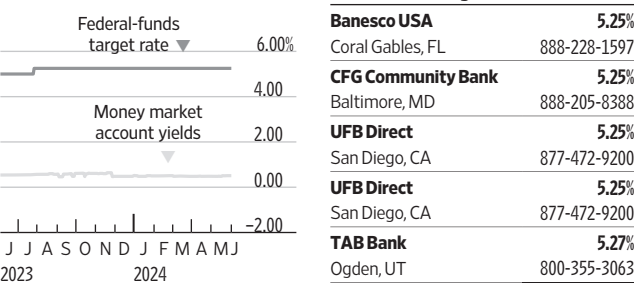 Federal-funds
target rate
6.00%
4.00
Money market
account yields
2.00
0.00
–2.00
J J A S O N D J F M A M J
2023 2024
Banesco USA 5.25%
Coral Gables, FL 888-228-1597
CFG Community Bank 5.25%
Baltimore, MD 888-205-8388
UFB Direct 5.25%
San Diego, CA 877-472-9200
UFB Direct 5.25%
San Diego, CA 877-472-9200
TAB Bank 5.27%
Ogden, UT 800-355-3063